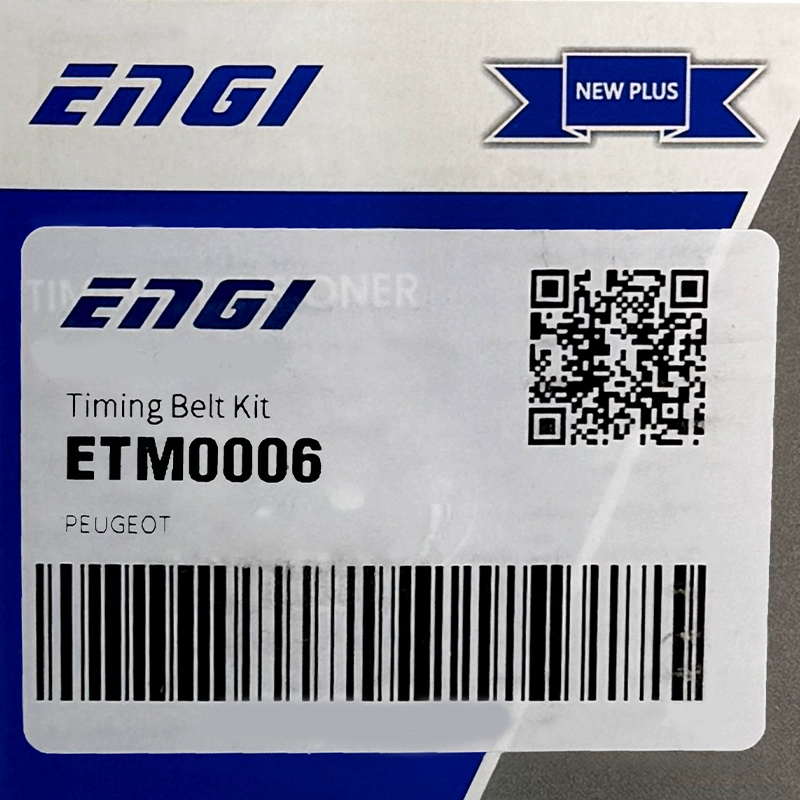 ENGI
NEW PLUS
ENGI
Timing Belt Kit
ETM0006
PEUGEOT